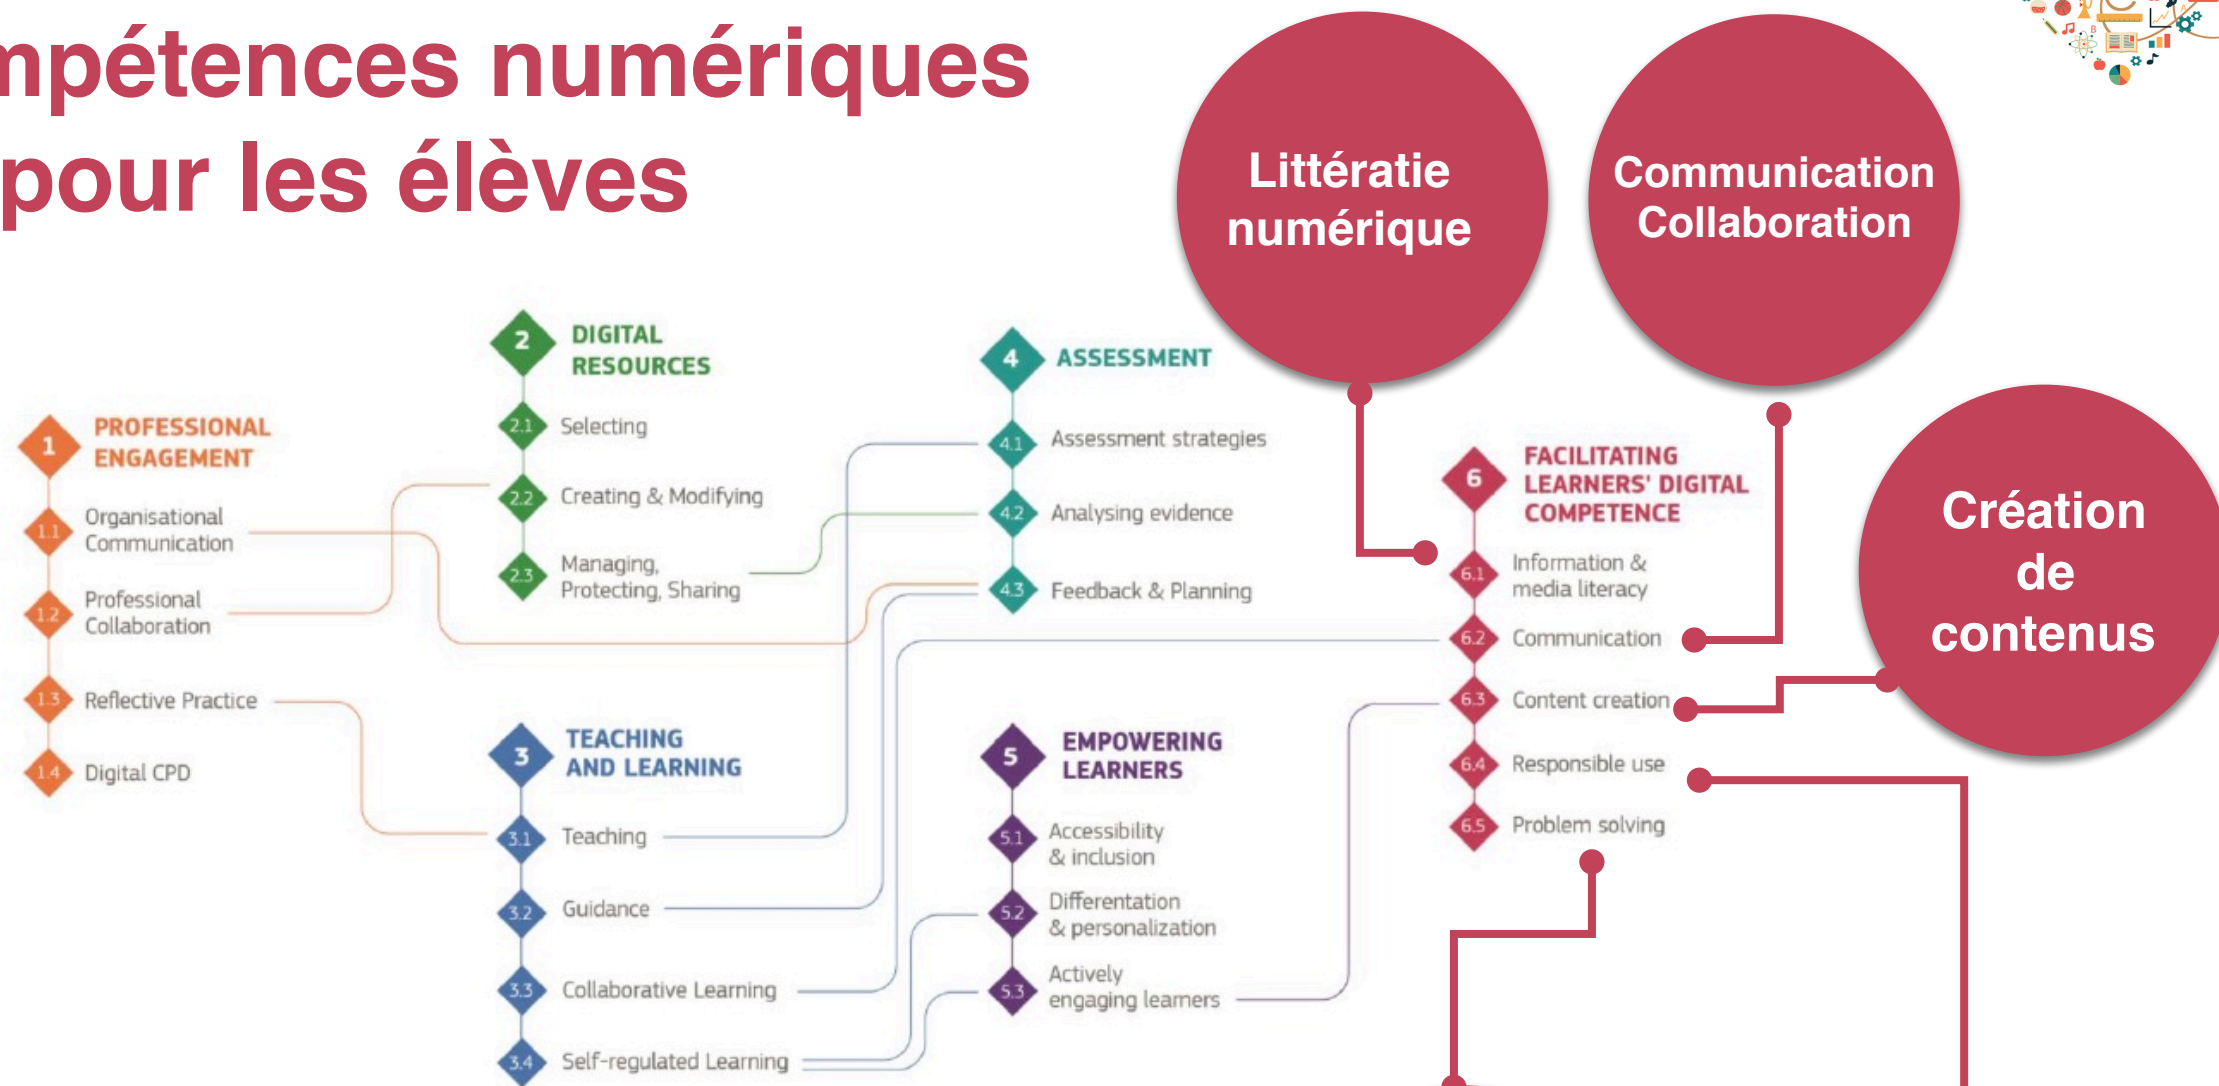 mpétences numériques
pour les élèves
Littératie
numérique
Communication
Collaboration
Création
de
contenus
1
PROFESSIONAL
ENGAGEMENT
1.1
Organisational
Communication
1.2
Professional
Collaboration
1.3
Reflective Practice
1.4
Digital CPD
2
DIGITAL
RESOURCES
2.1
Selecting
2.2
Creating & Modifying
2.3
Managing,
Protecting, Sharing
3
TEACHING
AND LEARNING
3.1
Teaching
3.2
Guidance
3.3
Collaborative Learning
3.4
Self-regulated Learning
4
ASSESSMENT
4.1
Assessment strategies
4.2
Analysing evidence
4.3
Feedback & Planning
5
EMPOWERING
LEARNERS
5.1
Accessibility
& inclusion
5.2
Differentation
& personalization
5.3
Actively
engaging learners
6
FACILITATING
LEARNERS' DIGITAL
COMPETENCE
6.1
Information &
media literacy
6.2
Communication
6.3
Content creation
6.4
Responsible use
6.5
Problem solving